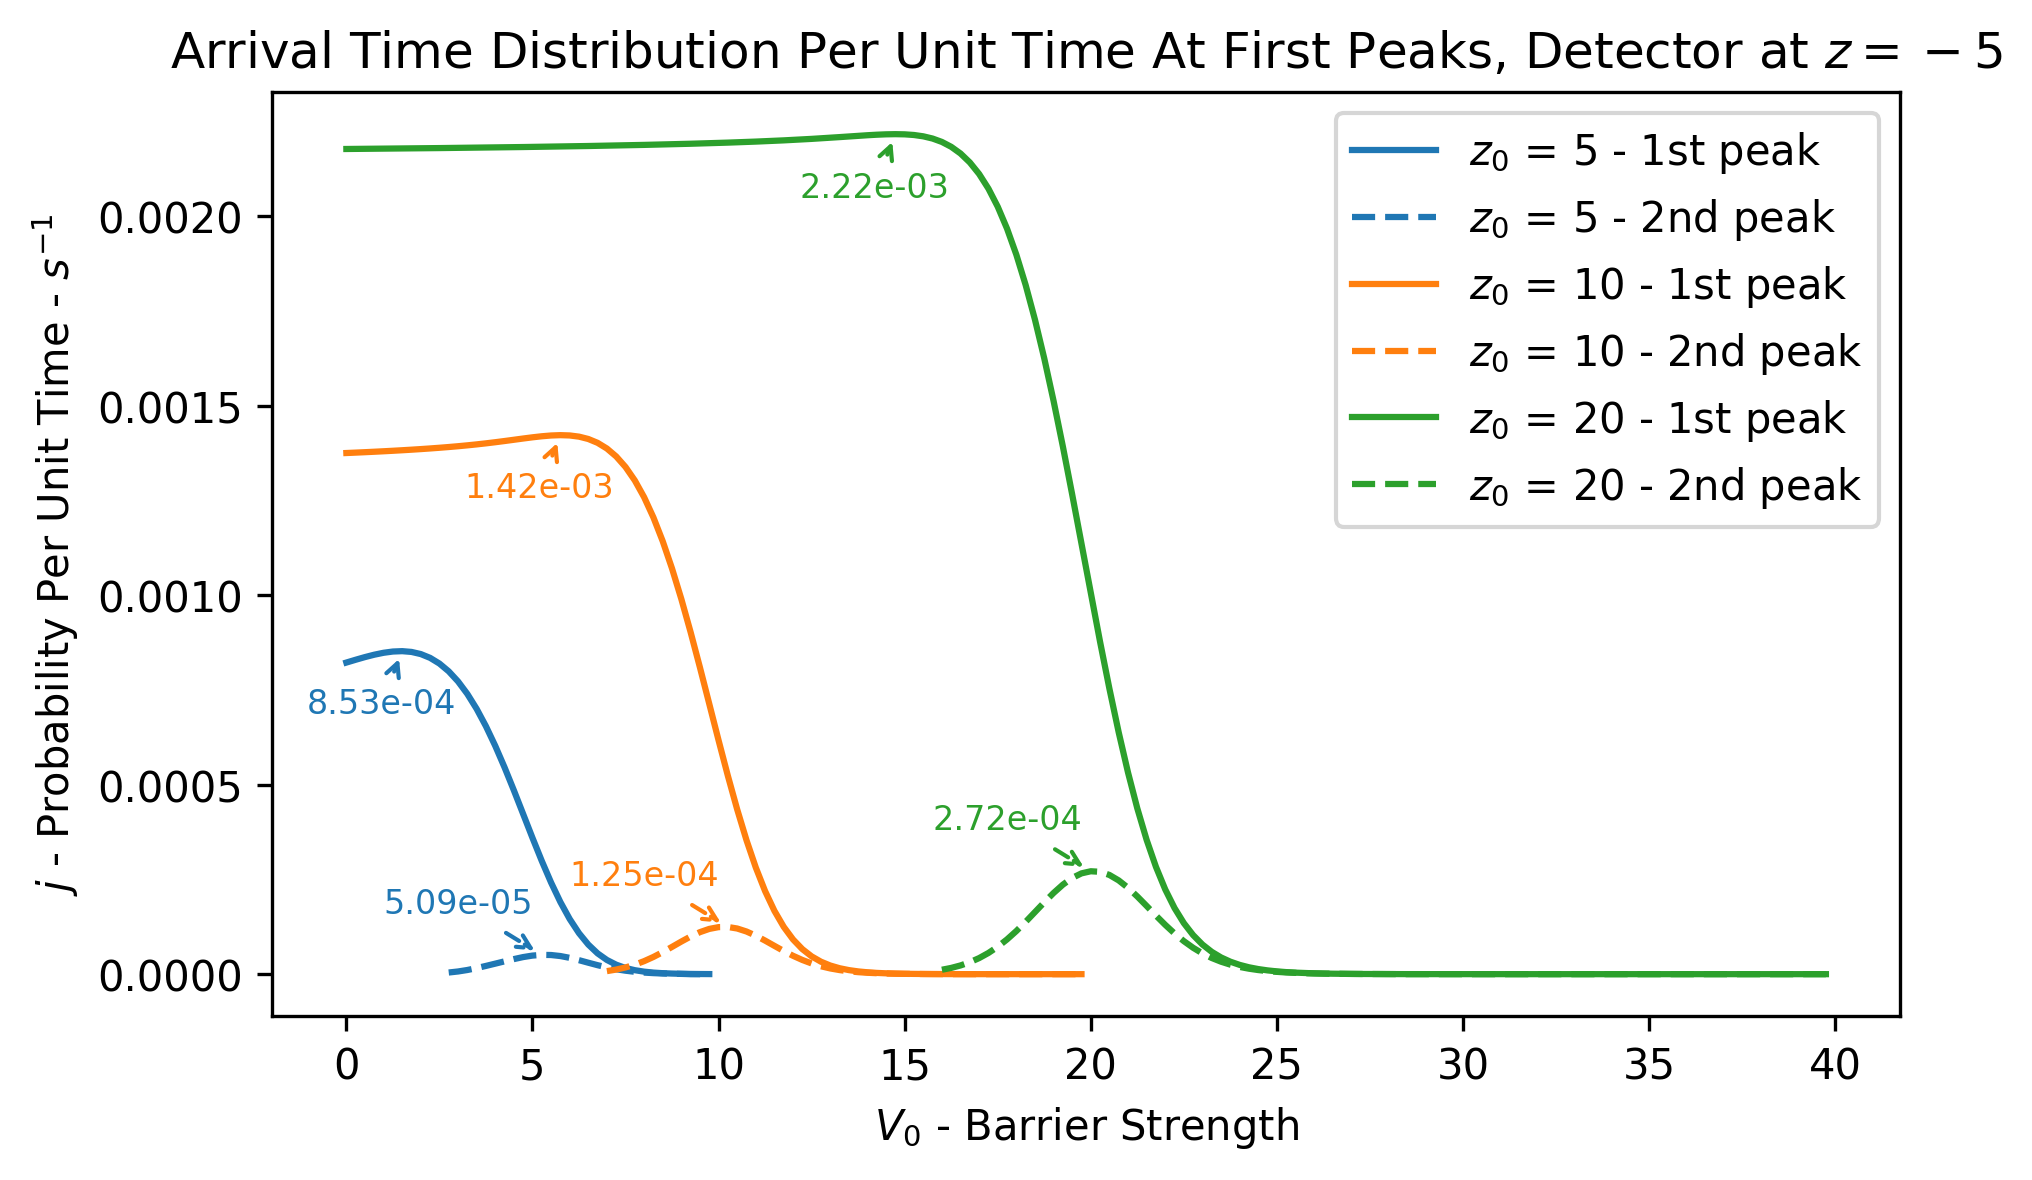 Arrival Time Distribution Per Unit Time At First Peaks, Detector at z = − 5
j - Probability Per Unit Time - s⁻¹
0.0020
0.0015
0.0010
0.0005
0.0000
z₀ = 5 - 1st peak
z₀ = 5 - 2nd peak
z₀ = 10 - 1st peak
z₀ = 10 - 2nd peak
z₀ = 20 - 1st peak
z₀ = 20 - 2nd peak
2.22e-03
1.42e-03
8.53e-04
2.72e-04
1.25e-04
5.09e-05
0 5 10 15 20 25 30 35 40
V₀ - Barrier Strength